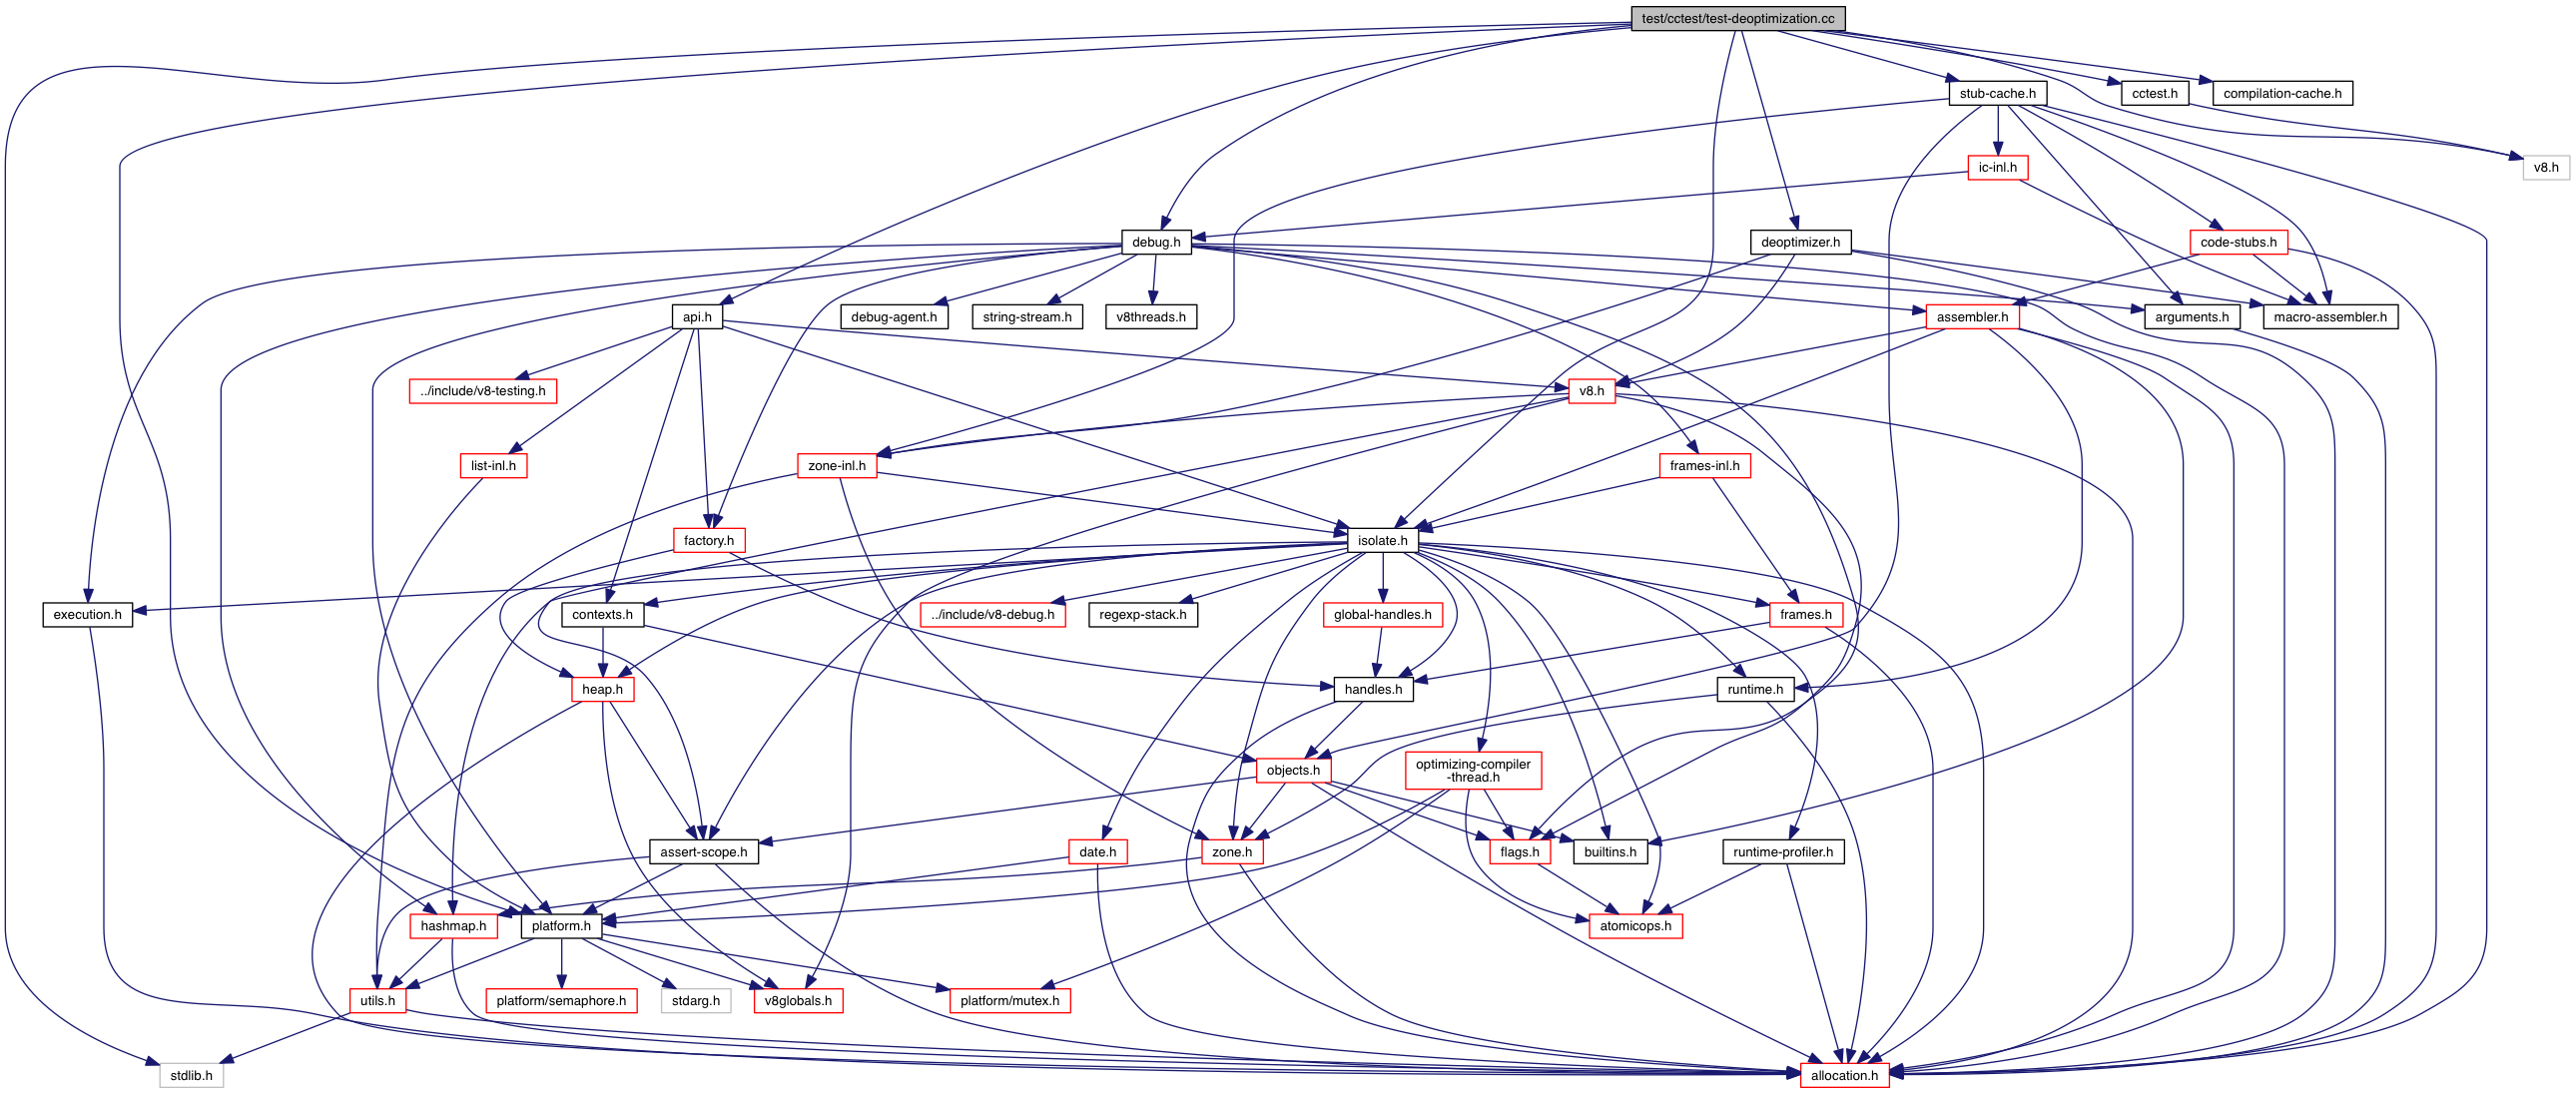 test/cctest/test-deoptimization.cc
stub-cache.h
cctest.h
compilation-cache.h
ic-inl.h
v8.h
debug.h
deoptimizer.h
code-stubs.h
api.h
debug-agent.h
string-stream.h
v8threads.h
assembler.h
arguments.h
macro-assembler.h
../include/v8-testing.h
v8.h
list-inl.h
zone-inl.h
frames-inl.h
factory.h
isolate.h
execution.h
contexts.h
../include/v8-debug.h
regexp-stack.h
global-handles.h
frames.h
heap.h
handles.h
runtime.h
objects.h
optimizing-compiler
-thread.h
assert-scope.h
date.h
zone.h
flags.h
builtins.h
runtime-profiler.h
hashmap.h
platform.h
atomicops.h
utils.h
platform/semaphore.h
stdarg.h
v8globals.h
platform/mutex.h
stdlib.h
allocation.h